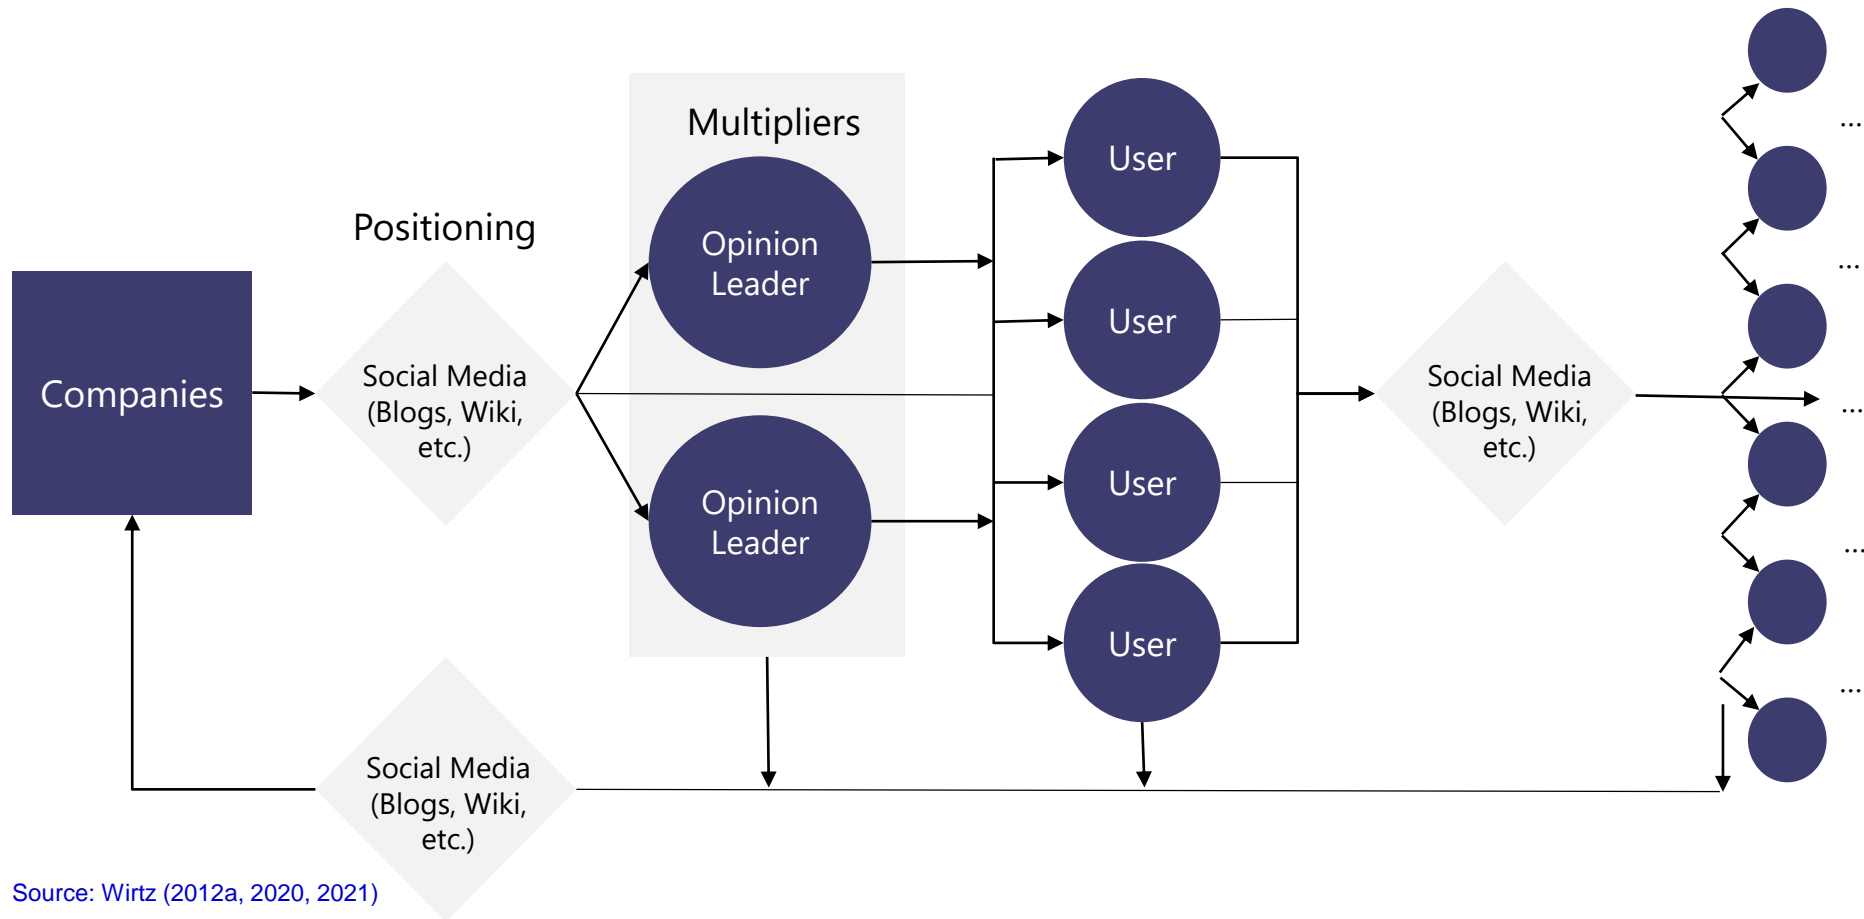 Multipliers
Positioning
Companies
Social Media
(Blogs, Wiki,
etc.)
Opinion
Leader
Opinion
Leader
User
User
User
User
Social Media
(Blogs, Wiki,
etc.)
...
...
...
...
...
Social Media
(Blogs, Wiki,
etc.)
Source: Wirtz (2012a, 2020, 2021)